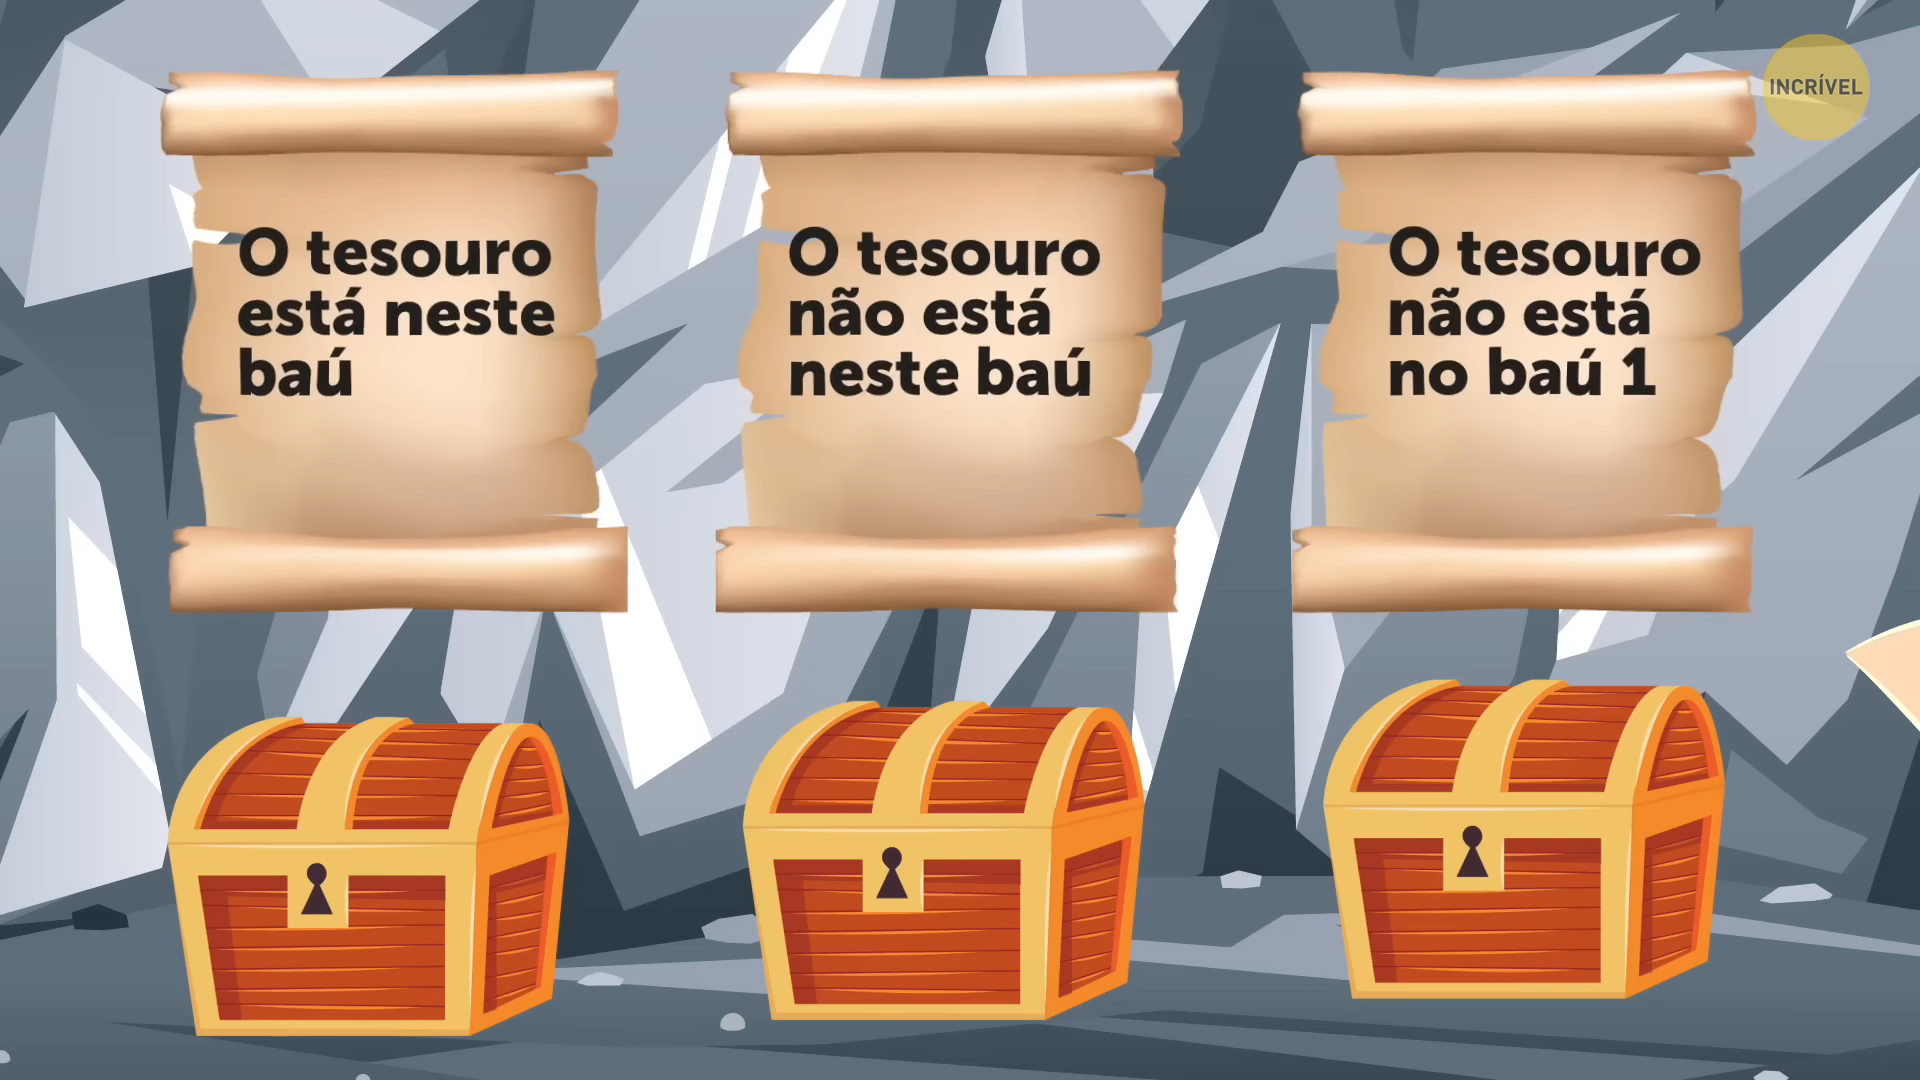 O tesouro
está neste
baú
O tesouro
não está
neste baú
O tesouro
não está
no baú 1
INCRÍVEL